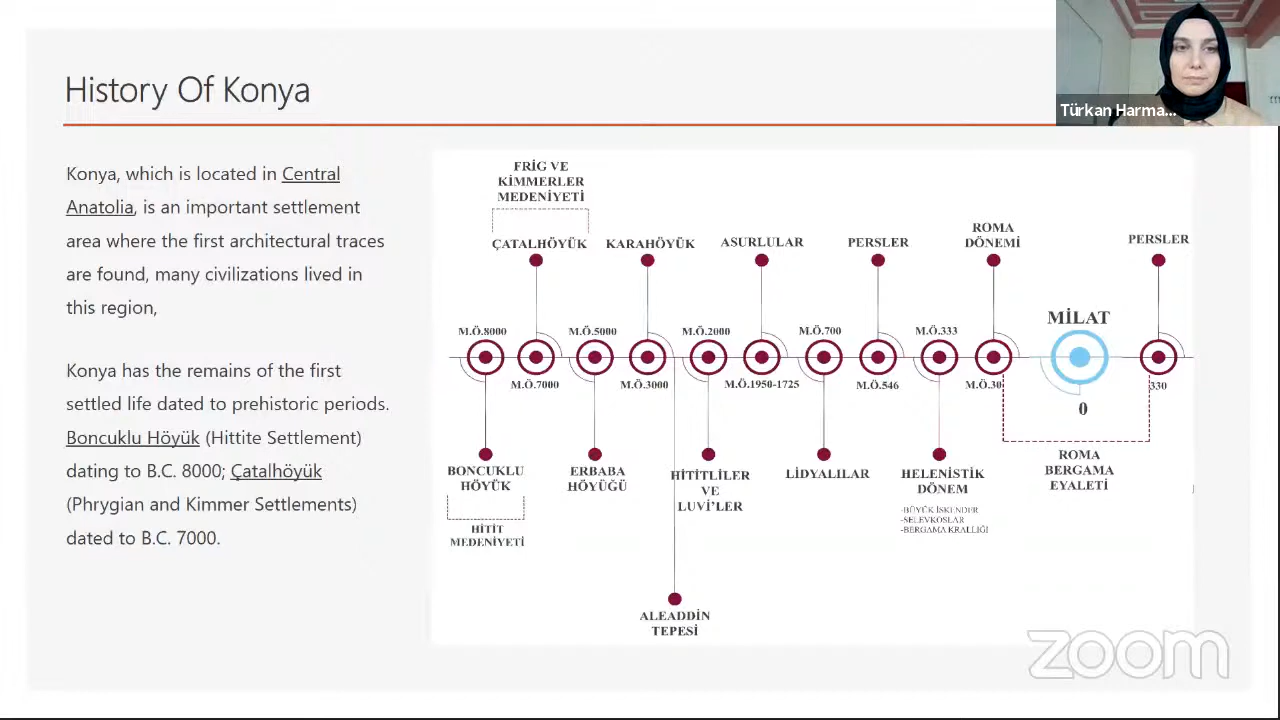 History Of Konya
Türkan Harma...
Konya, which is located in Central
Anatolia, is an important settlement
area where the first architectural traces
are found, many civilizations lived in
this region,
Konya has the remains of the first
settled life dated to prehistoric periods.
Boncuklu Höyük (Hittite Settlement)
dating to B.C. 8000; Çatalhöyük
(Phrygian and Kimmer Settlements)
dated to B.C. 7000.
FRİG VE
KİMMERLER
MEDENİYETİ
ÇATALHÖYÜK
KARAHÖYÜK
ASURLULAR
PERSLER
ROMA
DÖNEMİ
PERSLER
M.Ö.8000
M.Ö.5000
M.Ö.2000
M.Ö.700
M.Ö.333
MİLAT
M.Ö.7000
M.Ö.3000
M.Ö.1950-1725
M.Ö.546
M.Ö.30
0
330
BONCUKLU
HÖYÜK
HİTİT
MEDENİYETİ
ERBABA
HÖYÜĞÜ
HİTİTLİLER
VE
LUVİ'LER
LİDYALILAR
HELENİSTİK
DÖNEM
-BÜYÜK İSKENDER
-SELEVKOSLAR
-BERGAMA KRALLIĞI
ROMA
BERGAMA
EYALETİ
ALEADDİN
TEPESİ
zoom